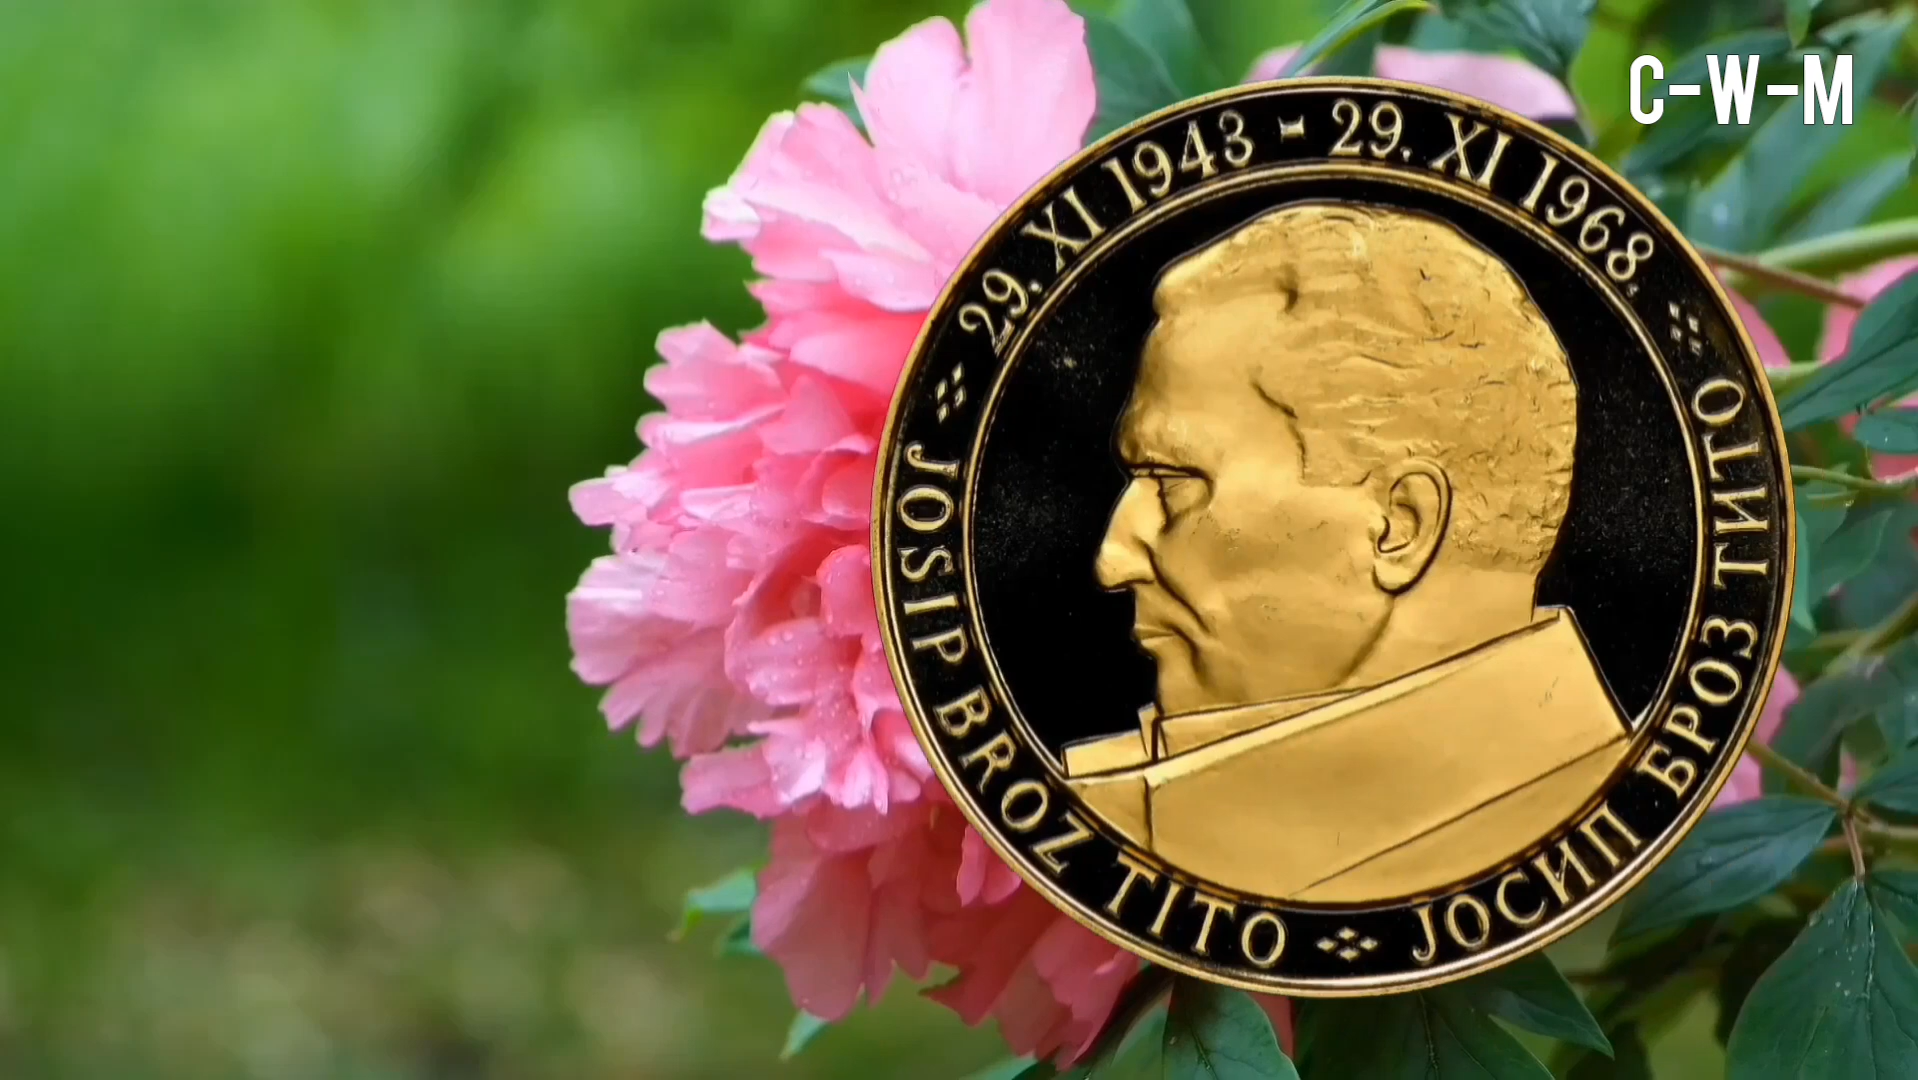 C-W-M
29. XI 1943 - 29. XI 1968.
JOSIP BROZ TITO
ЈОСИП БРОЗ ТИТО